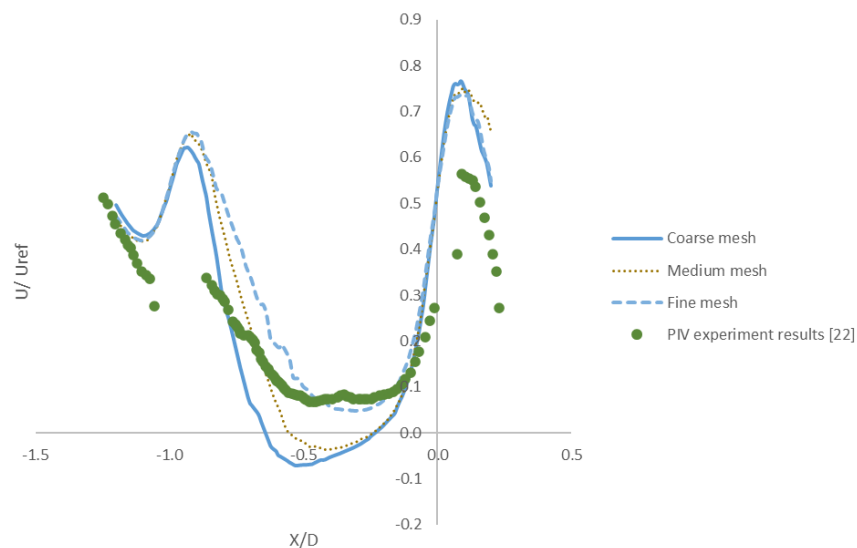 0.9
0.8
0.7
0.6
0.5
0.4
0.3
0.2
0.1
0.0
-0.1
-0.2
-1.5
-1.0
-0.5
0.0
0.5
U/ Uref
X/D
Coarse mesh
Medium mesh
Fine mesh
PIV experiment results [22]